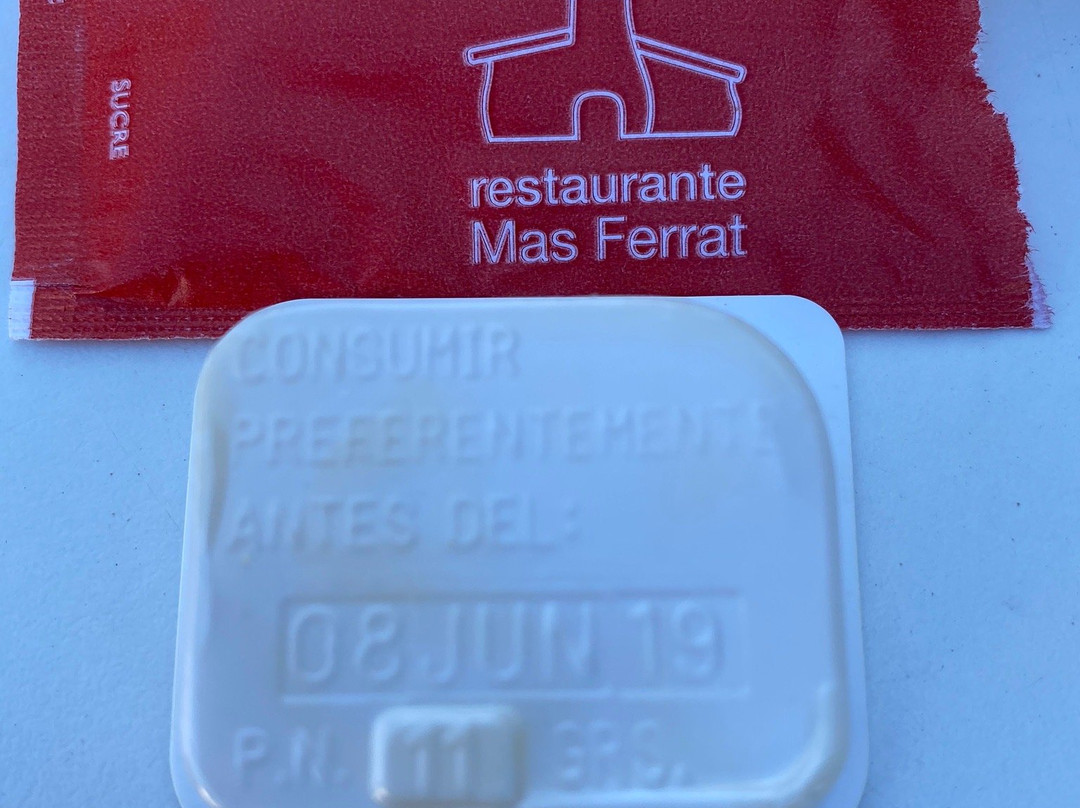 SUCRE
restaurante
Mas Ferrat
CONSUMIR
PREFERENTEMENTE
ANTES DEL:
08 JUN 19
P.N. 11 GRS.